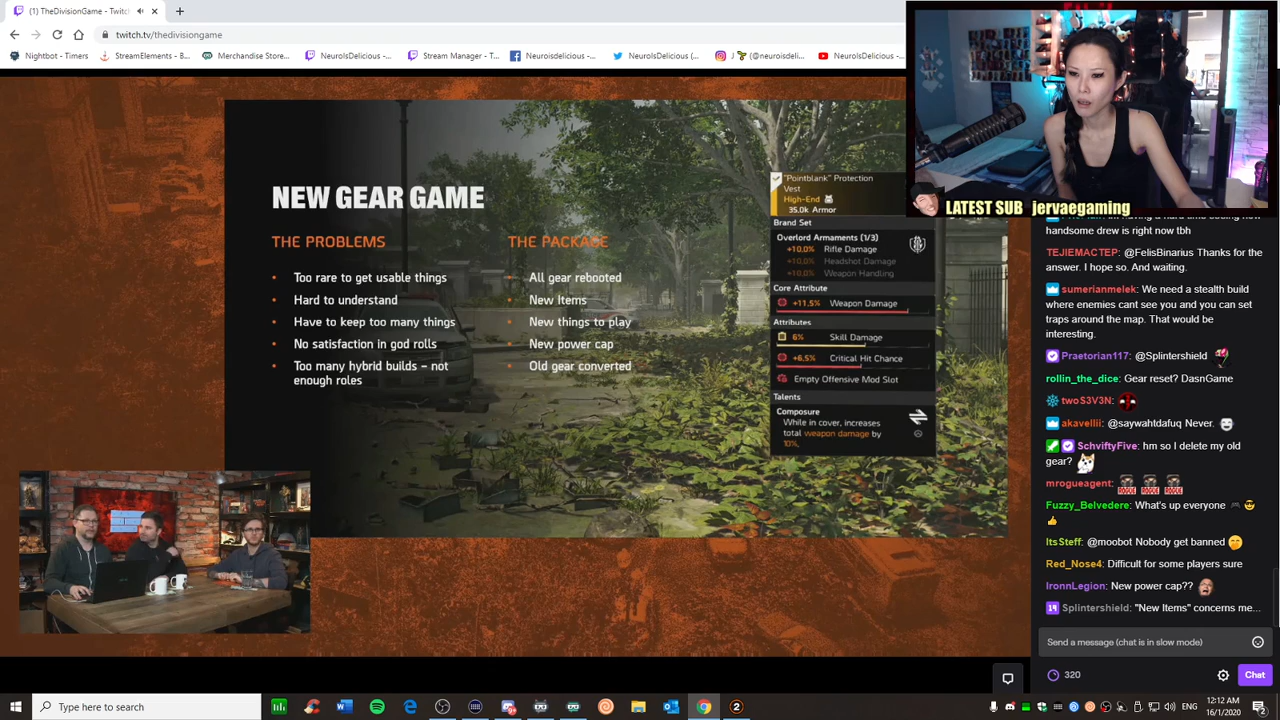 (1) TheDivisionGame - Twitch
twitch.tv/thedivisiongame
Nightbot - Timers
StreamElements - B...
Merchandise Store...
NeuroIsDelicious -...
Stream Manager - T...
Facebook
NeuroIsDelicious -...
NeuroIsDelicious -...
(@neuroisdelici...
NeuroIsDelicious -...
LATEST SUB jervaegaming
NEW GEAR GAME
THE PROBLEMS
• Too rare to get usable things
• Hard to understand
• Have to keep too many things
• No satisfaction in god rolls
• Too many hybrid builds – not
enough roles
THE PACKAGE
• All gear rebooted
• New Items
• New things to play
• New power cap
• Old gear converted
"Pointblank" Protection
Vest
High-End
35.0k Armor
Brand Set
Overlord Armaments (1/3)
+10.0% Rifle Damage
+10.0% Headshot Damage
+10.0% Weapon Handling
Core Attribute
+11.5% Weapon Damage
Attributes
6% Skill Damage
+6.5% Critical Hit Chance
Empty Offensive Mod Slot
Talents
Composure
While in cover, increases
total weapon damage by
10%.
handsome drew is right now tbh
TEJIEMACTEP: @FelisBinarius Thanks for the
answer. I hope so. And waiting.
sumerianmelek: We need a stealth build
where enemies cant see you and you can set
traps around the map. That would be
interesting.
Praetorian117: @Splintershield
rollin_the_dice: Gear reset? DasnGame
twoS3V3N:
akavellii: @saywahtdafuq Never.
SchviftyFive: hm so I delete my old
gear?
mrogueagent:
Fuzzy_Belvedere: What's up everyone
ItsSteff: @moobot Nobody get banned
Red_Nose4: Difficult for some players sure
IronnLegion: New power cap??
Splintershield: "New Items" concerns me...
Send a message (chat is in slow mode)
320
Chat
Type here to search
12:12 AM
16/1/2020